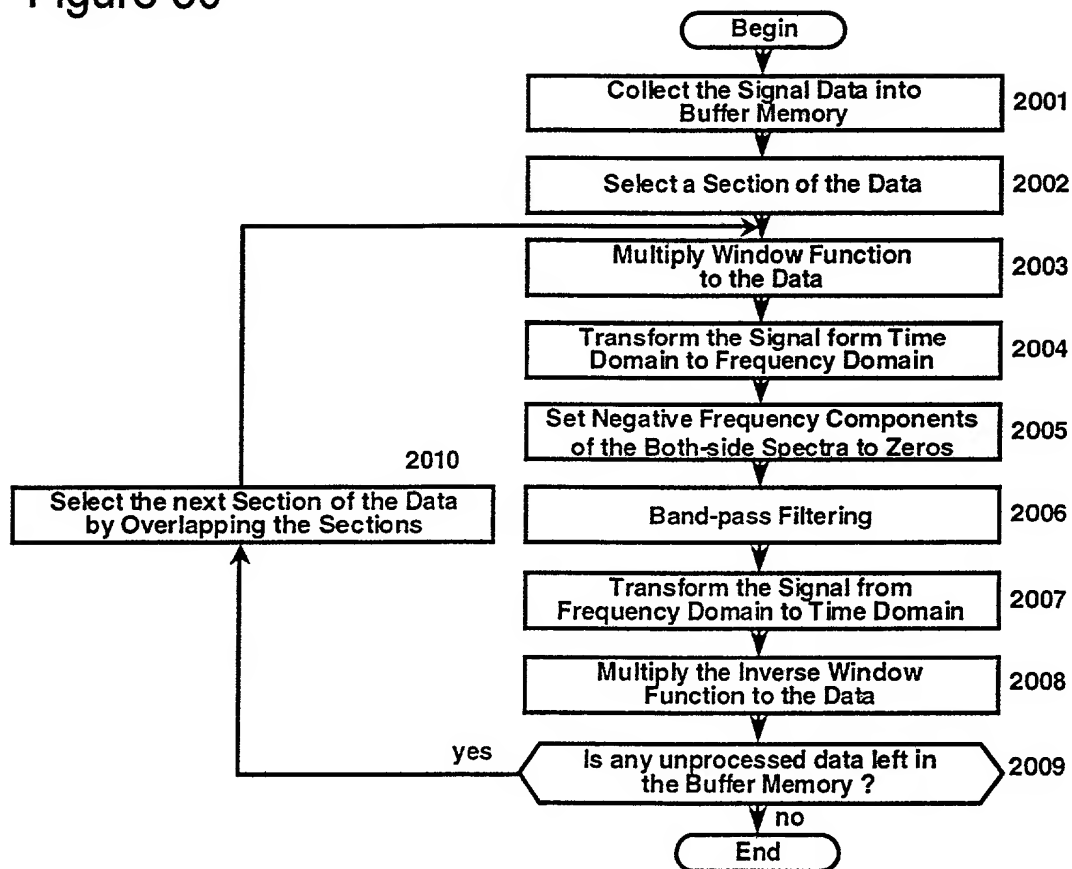 Begin
Collect the Signal Data into
Buffer Memory
2001
Select a Section of the Data
2002
Multiply Window Function
to the Data
2003
Transform the Signal form Time
Domain to Frequency Domain
2004
Set Negative Frequency Components
of the Both-side Spectra to Zeros
2005
2010
Select the next Section of the Data
by Overlapping the Sections
Band-pass Filtering
2006
Transform the Signal from
Frequency Domain to Time Domain
2007
Multiply the Inverse Window
Function to the Data
2008
yes
Is any unprocessed data left in
the Buffer Memory ?
2009
no
End